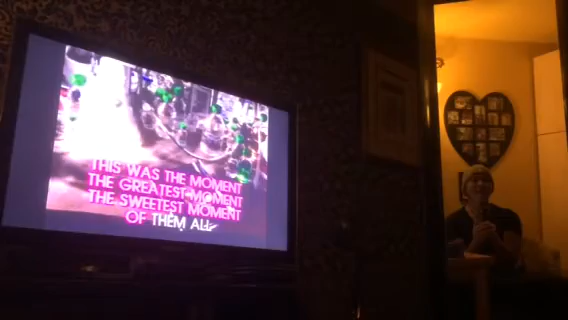 THIS WAS THE MOMENT
THE GREATEST MOMENT
THE SWEETEST MOMENT
OF THEM ALL